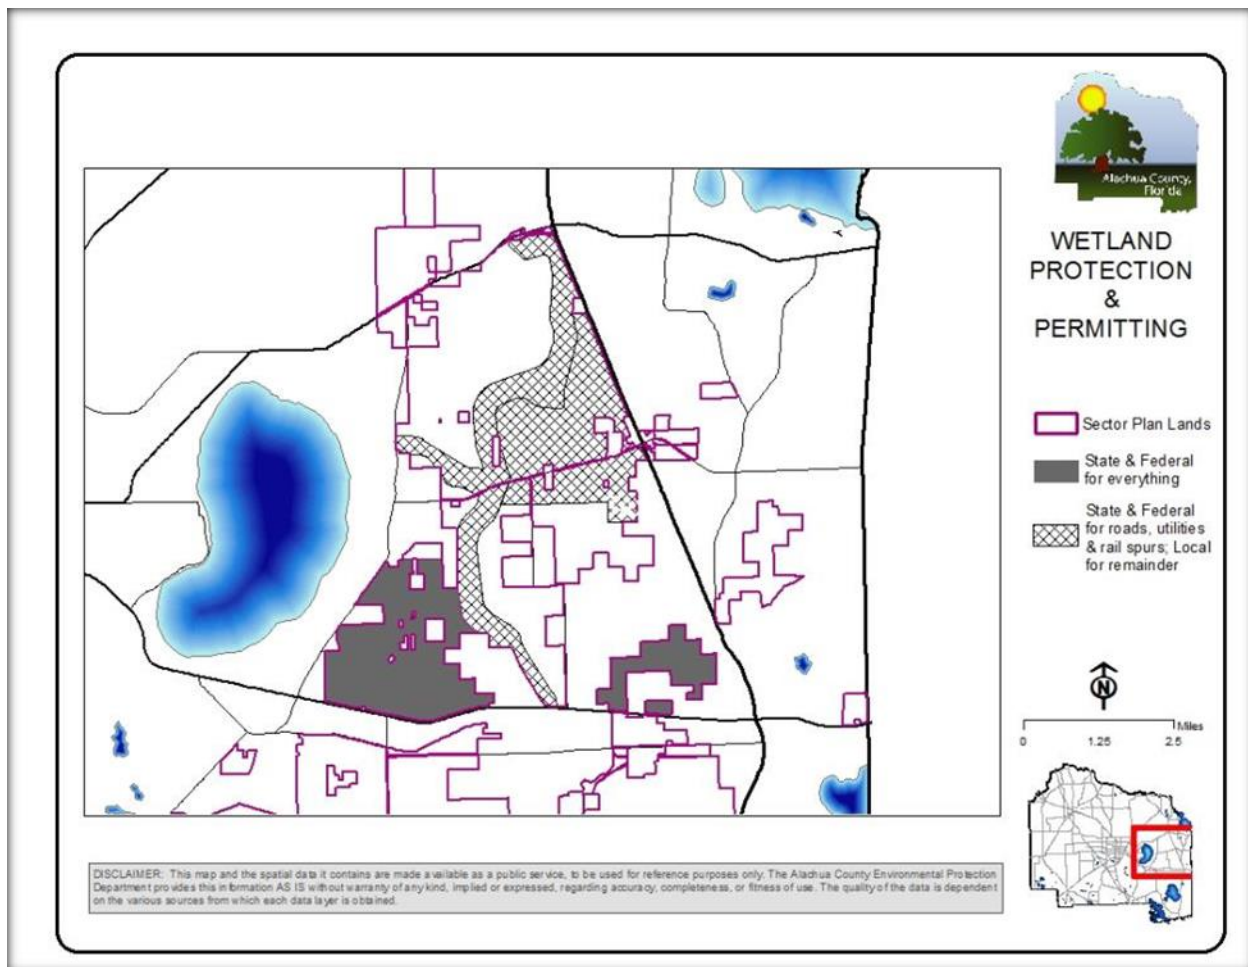 Alachua County,
Florida
WETLAND
PROTECTION
&
PERMITTING
Sector Plan Lands
State & Federal
for everything
State & Federal
for roads, utilities
& rail spurs; Local
for remainder
N
Miles
0 1.25 2.5
DISCLAIMER: This map and the spatial data it contains are made available as a public service, to be used for reference purposes only. The Alachua County Environmental Protection
Department provides this information AS IS without warranty of any kind, implied or expressed, regarding accuracy, completeness, or fitness of use. The quality of the data is dependent
on the various sources from which each data layer is obtained.